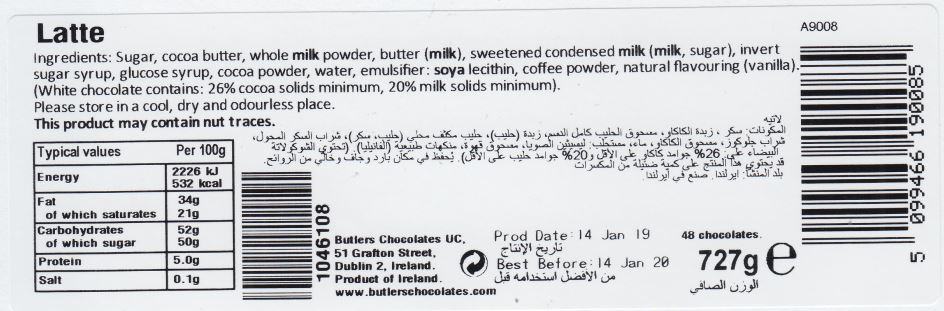 Latte
A9008
Ingredients: Sugar, cocoa butter, whole milk powder, butter (milk), sweetened condensed milk (milk, sugar), invert
sugar syrup, glucose syrup, cocoa powder, water, emulsifier: soya lecithin, coffee powder, natural flavouring (vanilla).
(White chocolate contains: 26% cocoa solids minimum, 20% milk solids minimum).
Please store in a cool, dry and odourless place.
This product may contain nut traces.
لاتيه
المكونات: سكر ، زبدة الكاكاو، مسحوق الحليب كامل الدسم، زبدة (حليب)، حليب مكثف محلى (حليب، سكر)، شراب السكر المحول،
شراب جلوكوز، مسحوق الكاكاو، ماء، مستحلب: ليسيثين الصويا، مسحوق قهوة، منكهات طبيعية (الفانيليا). (تحتوي الشوكولاتة
البيضاء على: 26% جوامد كاكاو على الأقل و20% جوامد حليب على الأقل). يُحفظ في مكان بارد وجاف وخالي من الروائح.
قد يحتوي هذا المنتج على كمية ضئيلة من المكسرات
بلد المنشأ: ايرلندا. صنع في أيرلندا.
Typical values Per 100g
Energy 2226 kJ
532 kcal
Fat 34g
of which saturates 21g
Carbohydrates 52g
of which sugar 50g
Protein 5.0g
Salt 0.1g
1046108
Butlers Chocolates UC,
51 Grafton Street,
Dublin 2, Ireland.
Product of Ireland.
www.butlerschocolates.com
Prod Date: 14 Jan 19
تاريخ الإنتاج
Best Before: 14 Jan 20
من الافضل استخدامه قبل
48 chocolates.
727g e
الوزن الصافي
5 099466 190085